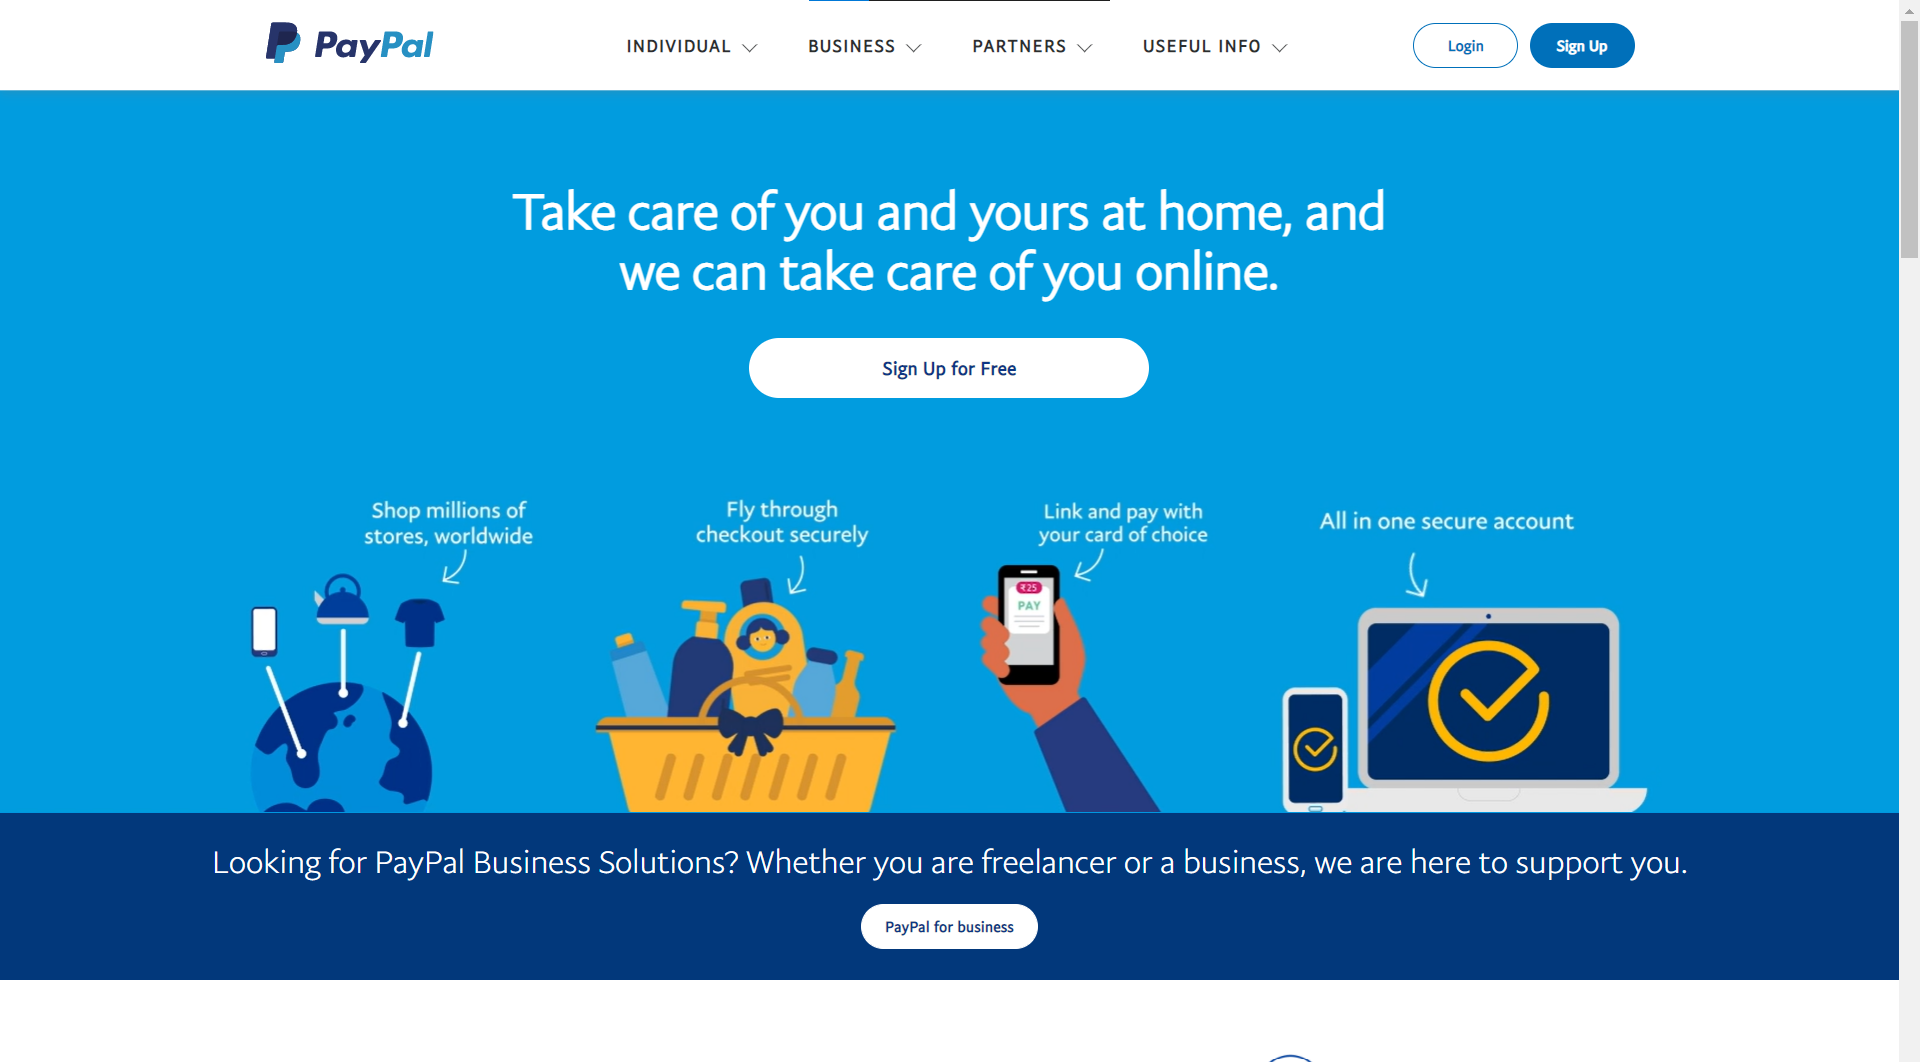 PayPal
INDIVIDUAL
BUSINESS
PARTNERS
USEFUL INFO
Login
Sign Up
Take care of you and yours at home, and
we can take care of you online.
Sign Up for Free
Shop millions of
stores, worldwide
Fly through
checkout securely
Link and pay with
your card of choice
All in one secure account
₹25
PAY
Looking for PayPal Business Solutions? Whether you are freelancer or a business, we are here to support you.
PayPal for business